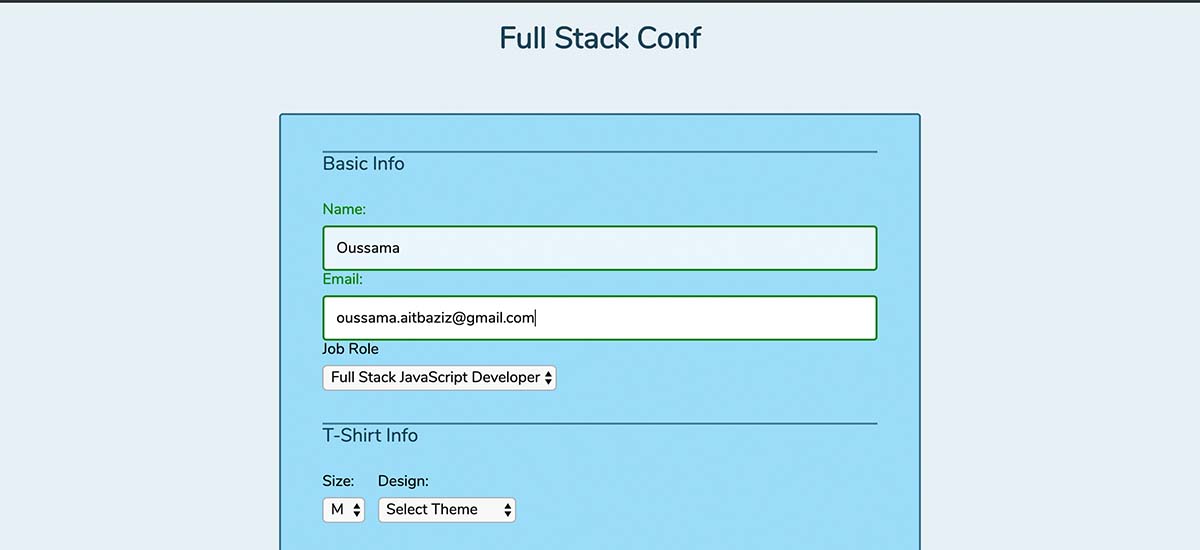 Full Stack Conf
Basic Info
Name:
Oussama
Email:
oussama.aitbaziz@gmail.com
Job Role
Full Stack JavaScript Developer
T-Shirt Info
Size: Design:
M Select Theme